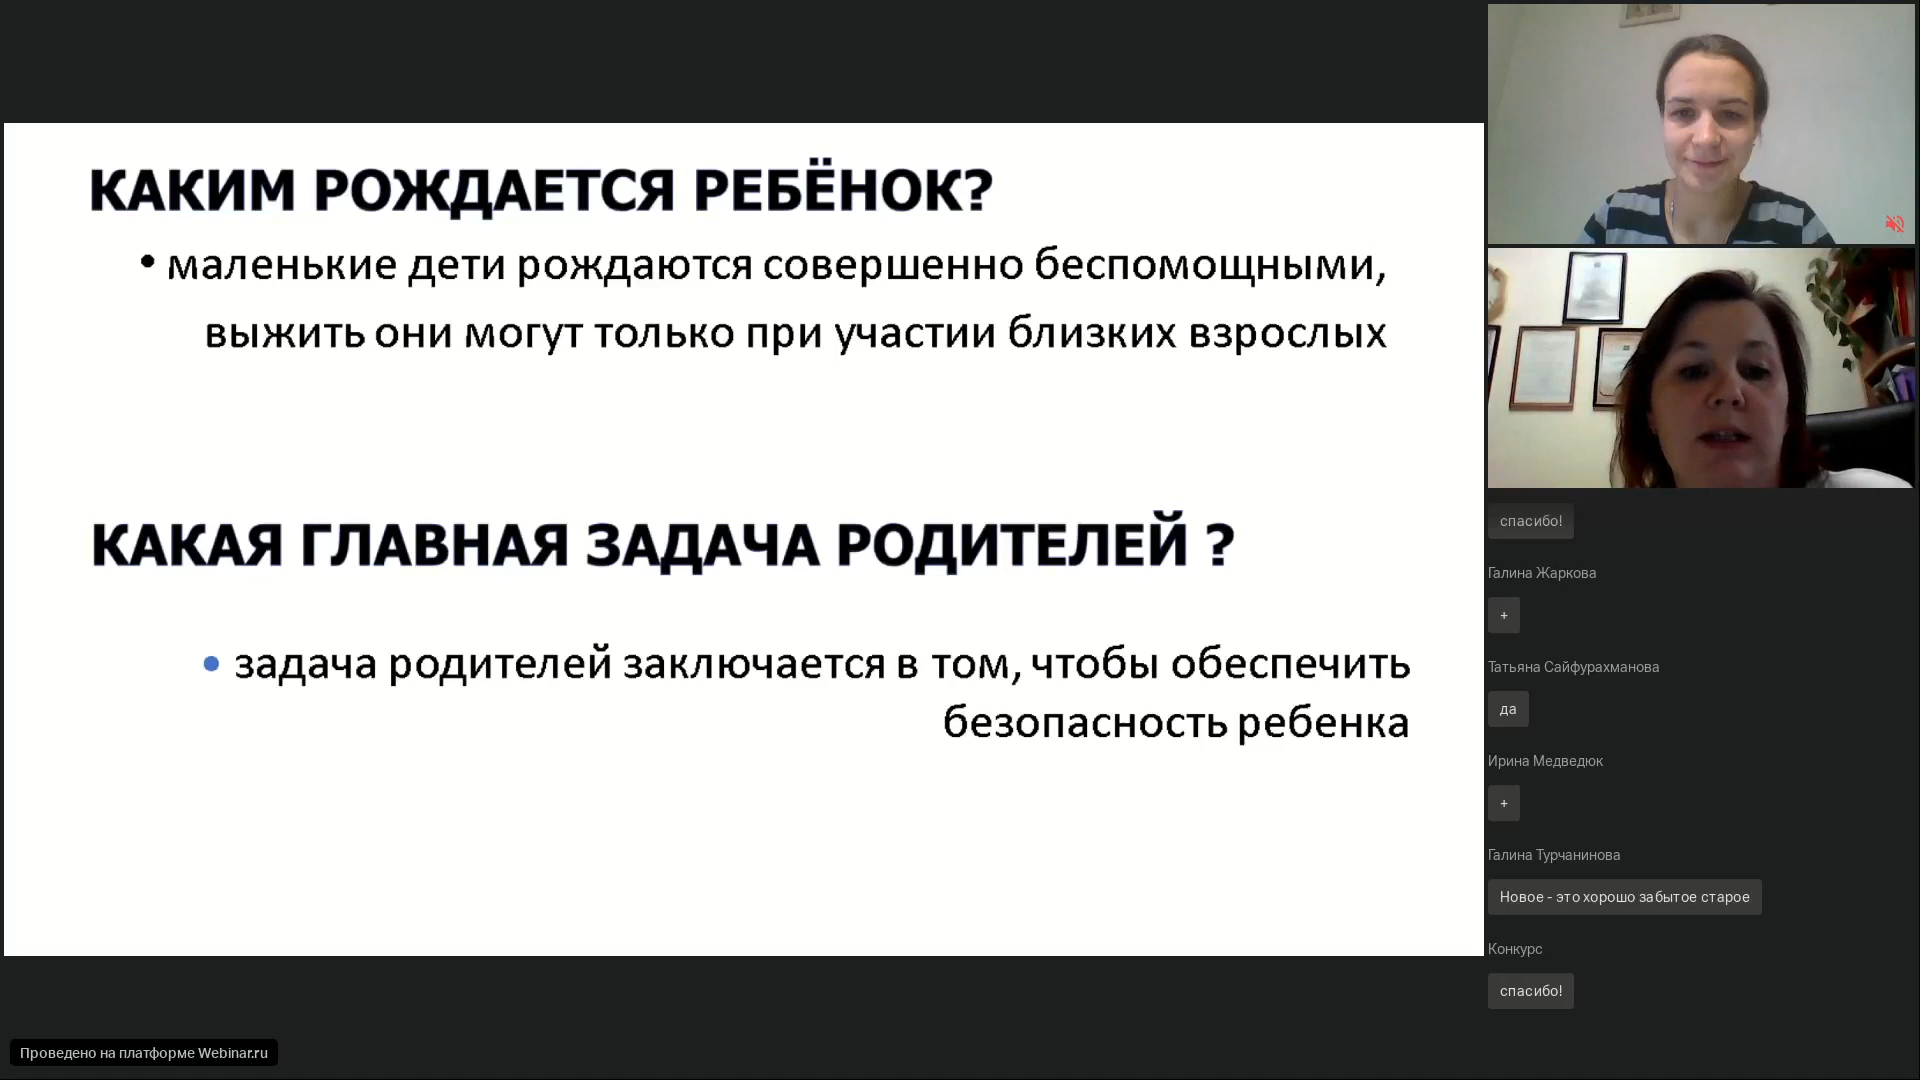 КАКИМ РОЖДАЕТСЯ РЕБЁНОК?
• маленькие дети рождаются совершенно беспомощными,
выжить они могут только при участии близких взрослых
КАКАЯ ГЛАВНАЯ ЗАДАЧА РОДИТЕЛЕЙ ?
• задача родителей заключается в том, чтобы обеспечить
безопасность ребенка
спасибо!
Галина Жаркова
+
Татьяна Сайфурахманова
да
Ирина Медведюк
+
Галина Турчанинова
Новое - это хорошо забытое старое
Конкурс
спасибо!
Проведено на платформе Webinar.ru